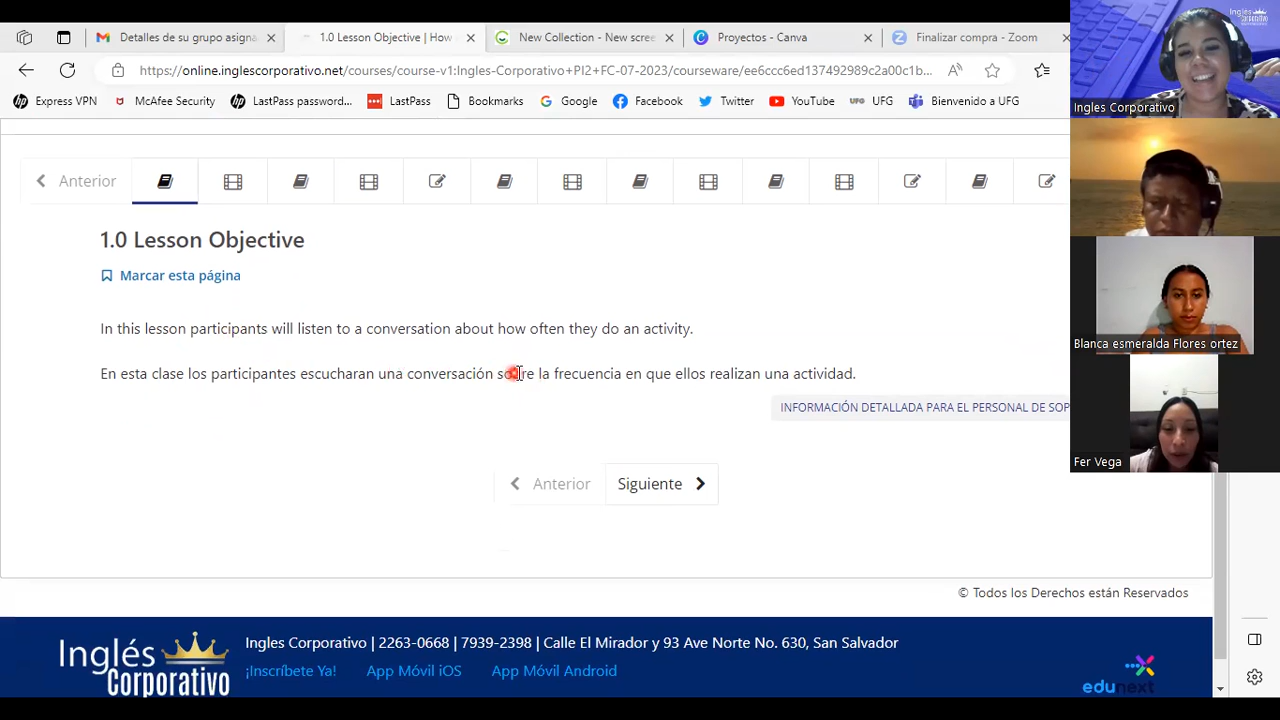 Detalles de su grupo asigna
1.0 Lesson Objective | How
New Collection - New scree
Proyectos - Canva
Finalizar compra - Zoom
https://online.inglescorporativo.net/courses/course-v1:Ingles-Corporativo+PI2+FC-07-2023/courseware/ee6ccc6ed137492989c2a00c1b...
Express VPN
McAfee Security
LastPass password...
LastPass
Bookmarks
Google
Facebook
Twitter
YouTube
UFG
Bienvenido a UFG
Anterior
1.0 Lesson Objective
Marcar esta página
In this lesson participants will listen to a conversation about how often they do an activity.
En esta clase los participantes escucharan una conversación sobre la frecuencia en que ellos realizan una actividad.
INFORMACIÓN DETALLADA PARA EL PERSONAL DE SOP
Anterior
Siguiente
© Todos los Derechos están Reservados
Inglés
Corporativo
Ingles Corporativo | 2263-0668 | 7939-2398 | Calle El Mirador y 93 Ave Norte No. 630, San Salvador
¡Inscríbete Ya!
App Móvil iOS
App Móvil Android
edunext
Inglés
Corporativo
Ingles Corporativo
Blanca esmeralda Flores ortez
Fer Vega